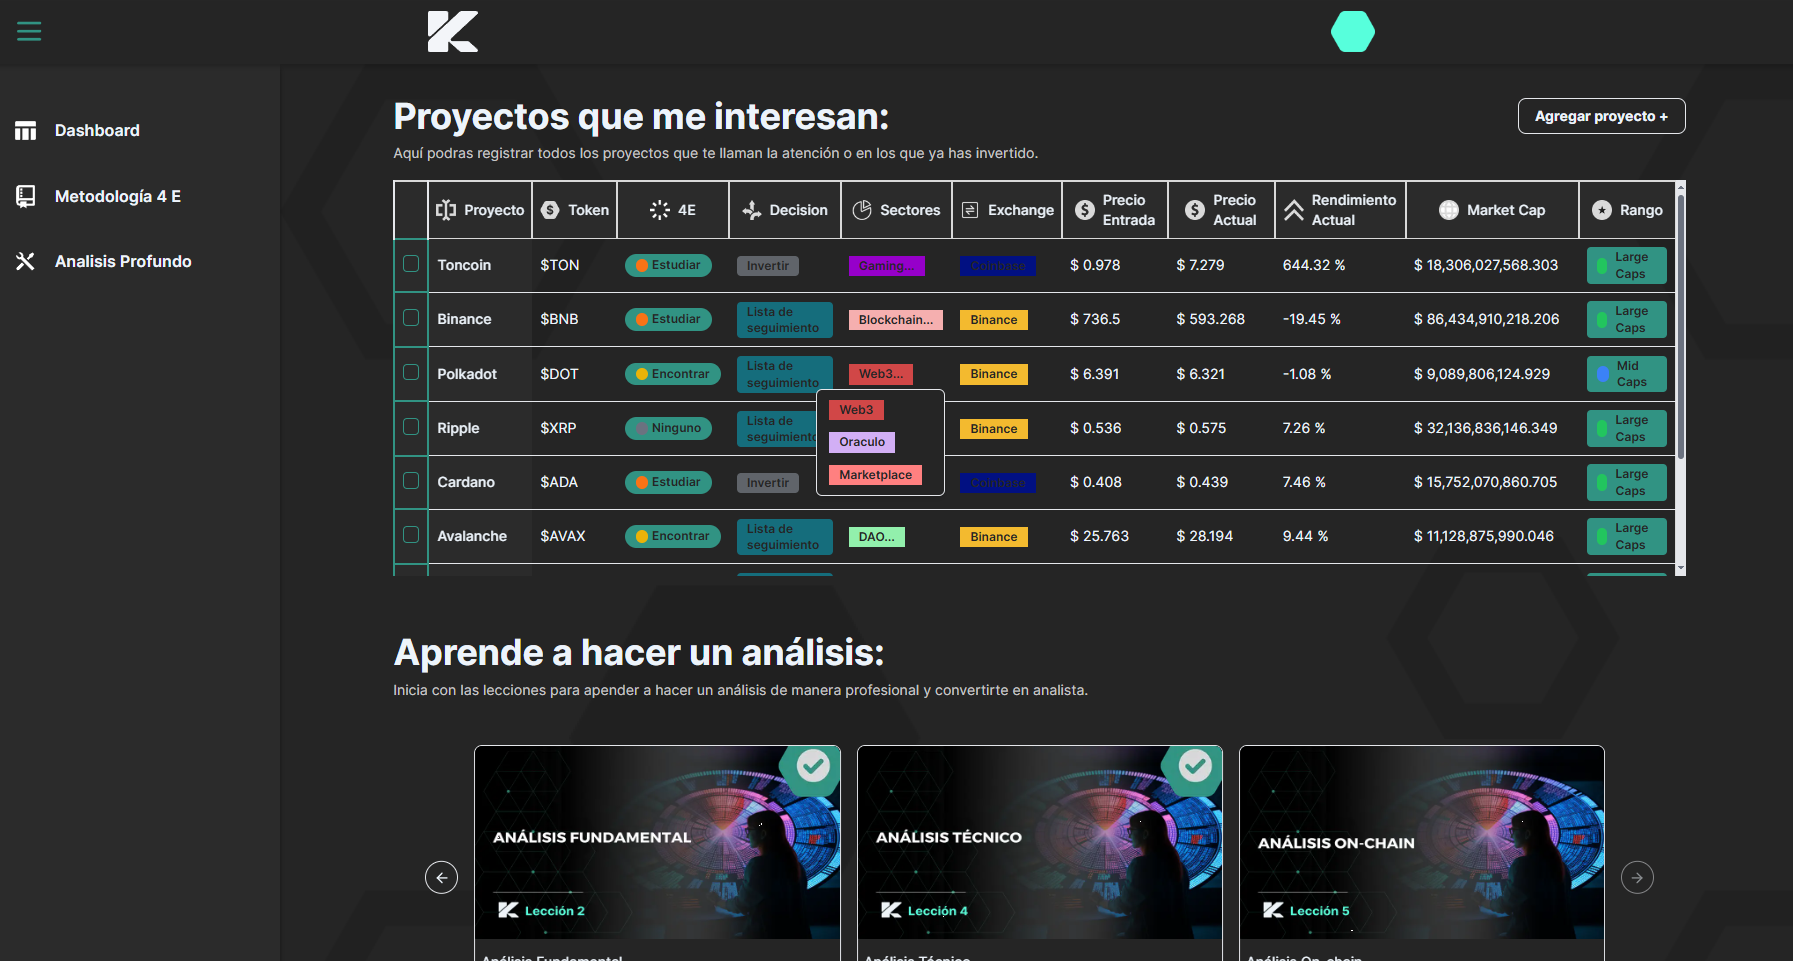 Dashboard
Metodología 4 E
Analisis Profundo
Proyectos que me interesan:
Agregar proyecto +
Aquí podras registrar todos los proyectos que te llaman la atención o en los que ya has invertido.
Proyecto Token 4E Decision Sectores Exchange Precio Entrada Precio Actual Rendimiento Actual Market Cap Rango
Toncoin $TON Estudiar Invertir Gaming... Coinbase $ 0.978 $ 7.279 644.32 % $ 18,306,027,568.303 Large Caps
Binance $BNB Estudiar Lista de seguimiento Blockchain... Binance $ 736.5 $ 593.268 -19.45 % $ 86,434,910,218.206 Large Caps
Polkadot $DOT Encontrar Lista de seguimiento Web3... Binance $ 6.391 $ 6.321 -1.08 % $ 9,089,806,124.929 Mid Caps
Web3
Oraculo
Marketplace
Ripple $XRP Ninguno Lista de seguimiento Binance $ 0.536 $ 0.575 7.26 % $ 32,136,836,146.349 Large Caps
Cardano $ADA Estudiar Invertir Coinbase $ 0.408 $ 0.439 7.46 % $ 15,752,070,860.705 Large Caps
Avalanche $AVAX Encontrar Lista de seguimiento DAO... Binance $ 25.763 $ 28.194 9.44 % $ 11,128,875,990.046 Large Caps
Aprende a hacer un análisis:
Inicia con las lecciones para apender a hacer un análisis de manera profesional y convertirte en analista.
ANÁLISIS FUNDAMENTAL
Lección 2
Análisis Fundamental
ANÁLISIS TÉCNICO
Lección 4
Análisis Técnico
ANÁLISIS ON-CHAIN
Lección 5
Análisis On-chain